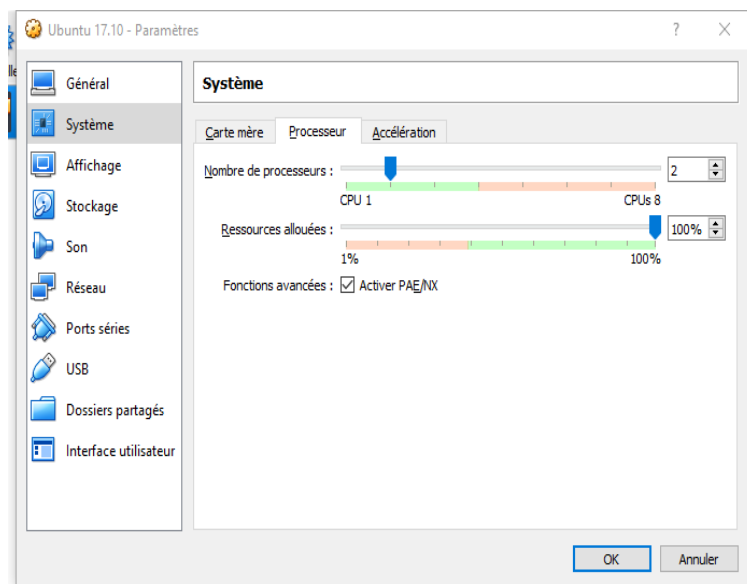 Ubuntu 17.10 - Paramètres
?
Général
Système
Affichage
Stockage
Son
Réseau
Ports séries
USB
Dossiers partagés
Interface utilisateur
Système
Carte mère Processeur Accélération
Nombre de processeurs : 2
CPU 1 CPUs 8
Ressources allouées : 100%
1% 100%
Fonctions avancées : Activer PAE/NX
OK Annuler